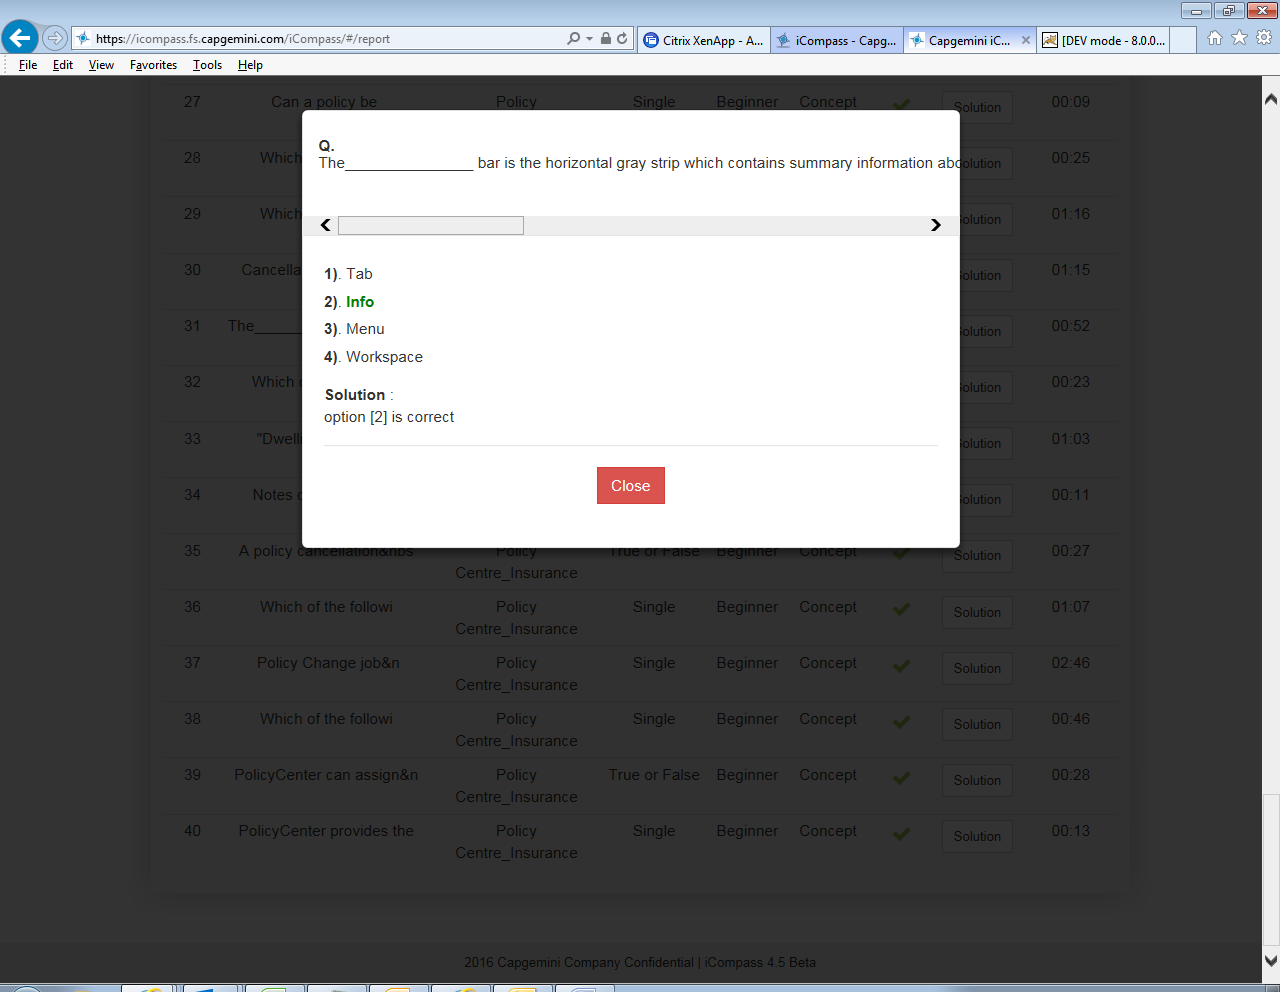 https://icompass.fs.capgemini.com/iCompass/#/report
Citrix XenApp - A...
iCompass - Capg...
Capgemini iC...
[DEV mode - 8.0.0...
File Edit View Favorites Tools Help
27 Can a policy be Policy Single Beginner Concept Solution 00:09
Q.
The________________ bar is the horizontal gray strip which contains summary information abo
28 Which olution 00:25
29 Which olution 01:16
30 Cancella olution 01:15
1). Tab
2). Info
3). Menu
4). Workspace
31 The______ olution 00:52
32 Which olution 00:23
Solution :
option [2] is correct
33 "Dwelli olution 01:03
34 Notes olution 00:11
Close
35 A policy cancellation&nbs Policy True or False Beginner Concept Solution 00:27
Centre_Insurance
36 Which of the followi Policy Single Beginner Concept Solution 01:07
Centre_Insurance
37 Policy Change job&n Policy Single Beginner Concept Solution 02:46
Centre_Insurance
38 Which of the followi Policy Single Beginner Concept Solution 00:46
Centre_Insurance
39 PolicyCenter can assign&n Policy True or False Beginner Concept Solution 00:28
Centre_Insurance
40 PolicyCenter provides the Policy Single Beginner Concept Solution 00:13
Centre_Insurance
2016 Capgemini Company Confidential | iCompass 4.5 Beta